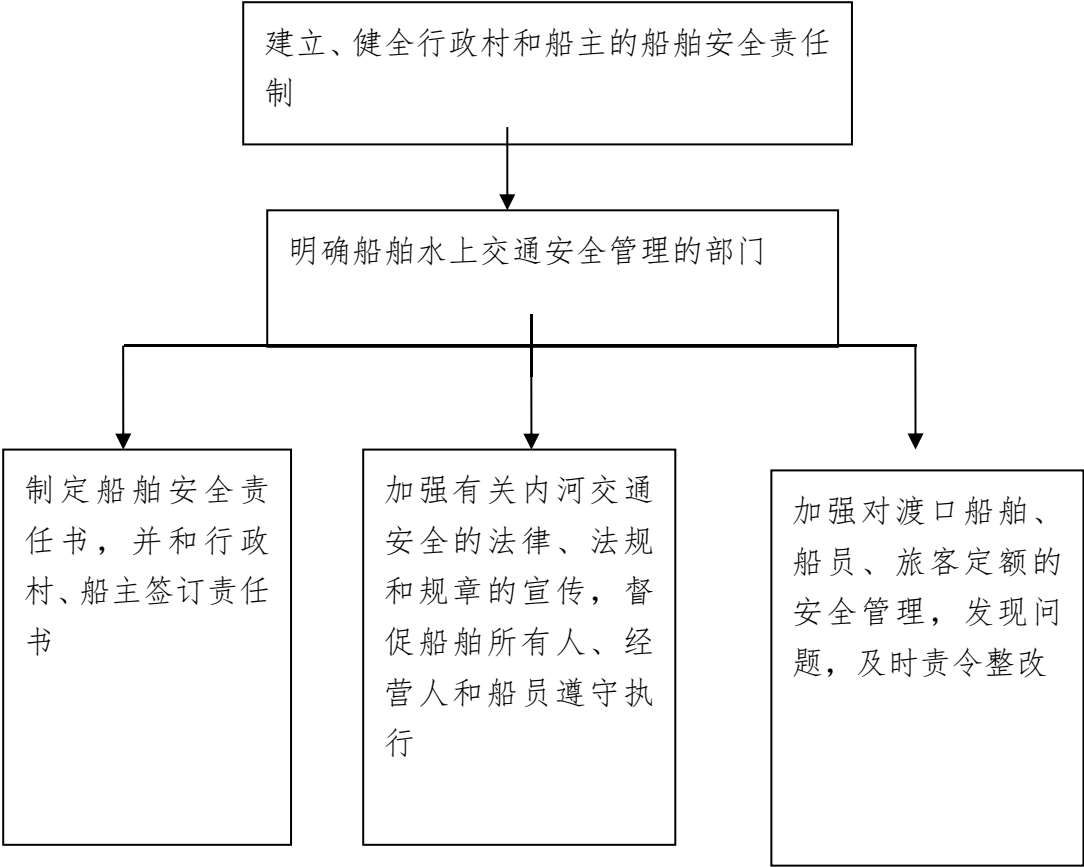 建立、健全行政村和船主的船舶安全责任
制
明确船舶水上交通安全管理的部门
制定船舶安全责
任书，并和行政
村、船主签订责任
书
加强有关内河交通
安全的法律、法规
和规章的宣传，督
促船舶所有人、经
营人和船员遵守执
行
加强对渡口船舶、
船员、旅客定额的
安全管理，发现问
题，及时责令整改